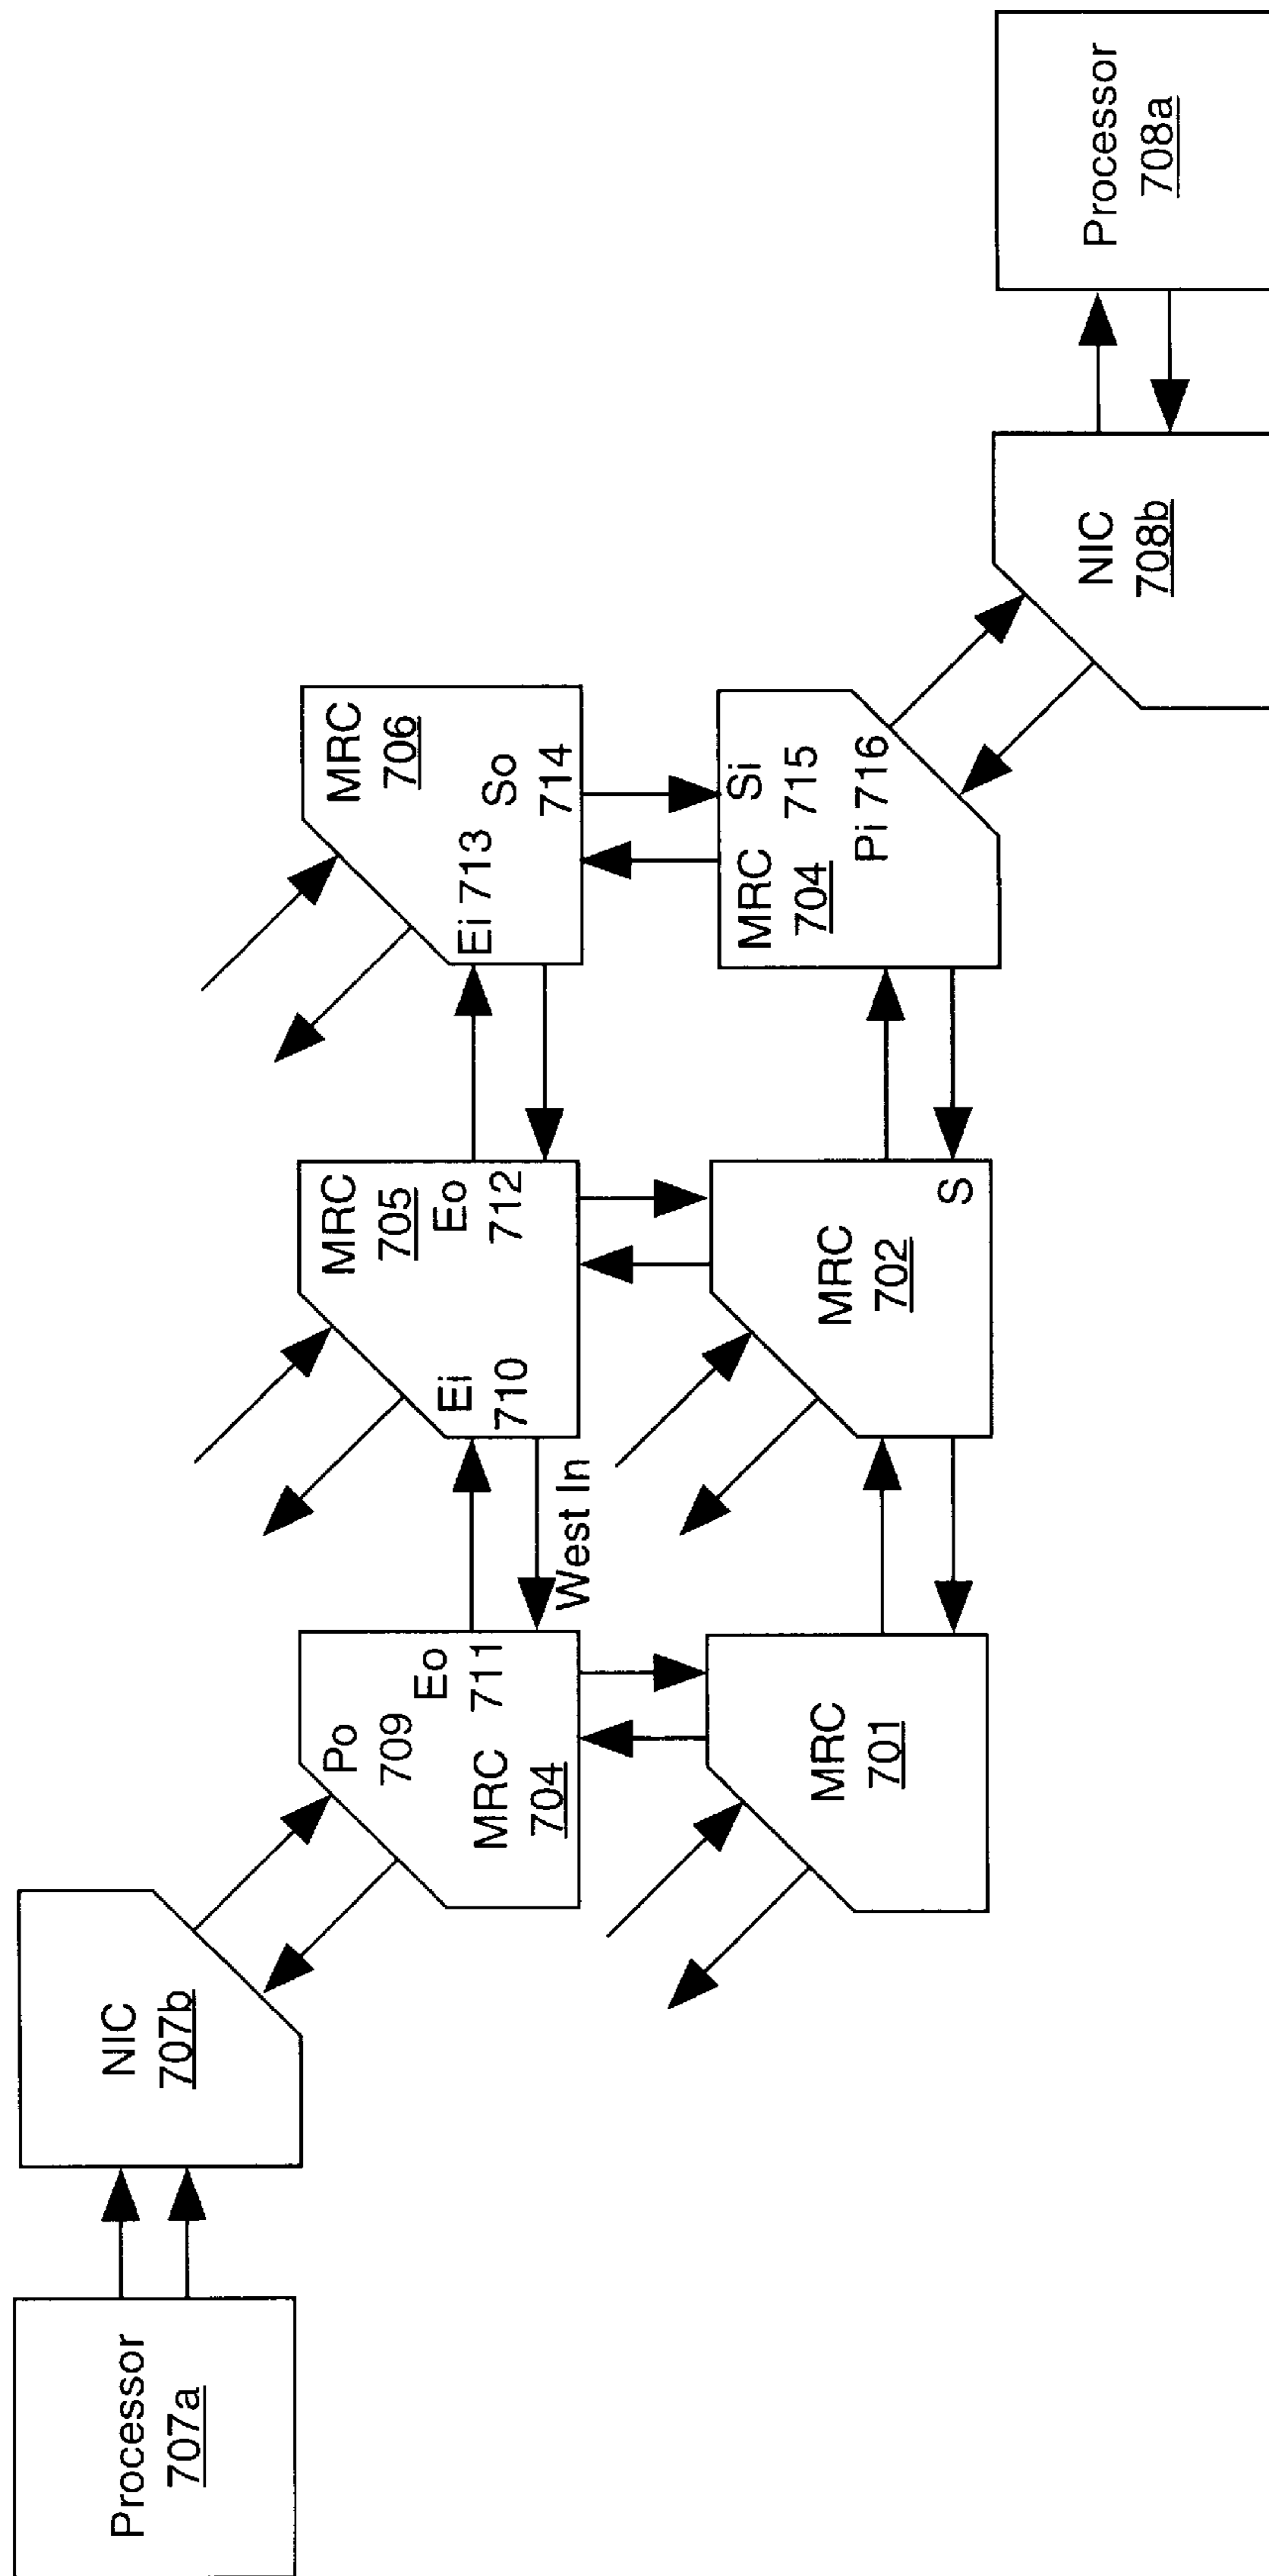 Processor
707a
NIC
707b
Po
709
Eo
711
MRC
704
West In
MRC
705
Ei
710
Eo
712
MRC
706
Ei 713
So
714
MRC
701
MRC
702
S
MRC
704
Si
715
Pi 716
NIC
708b
Processor
708a